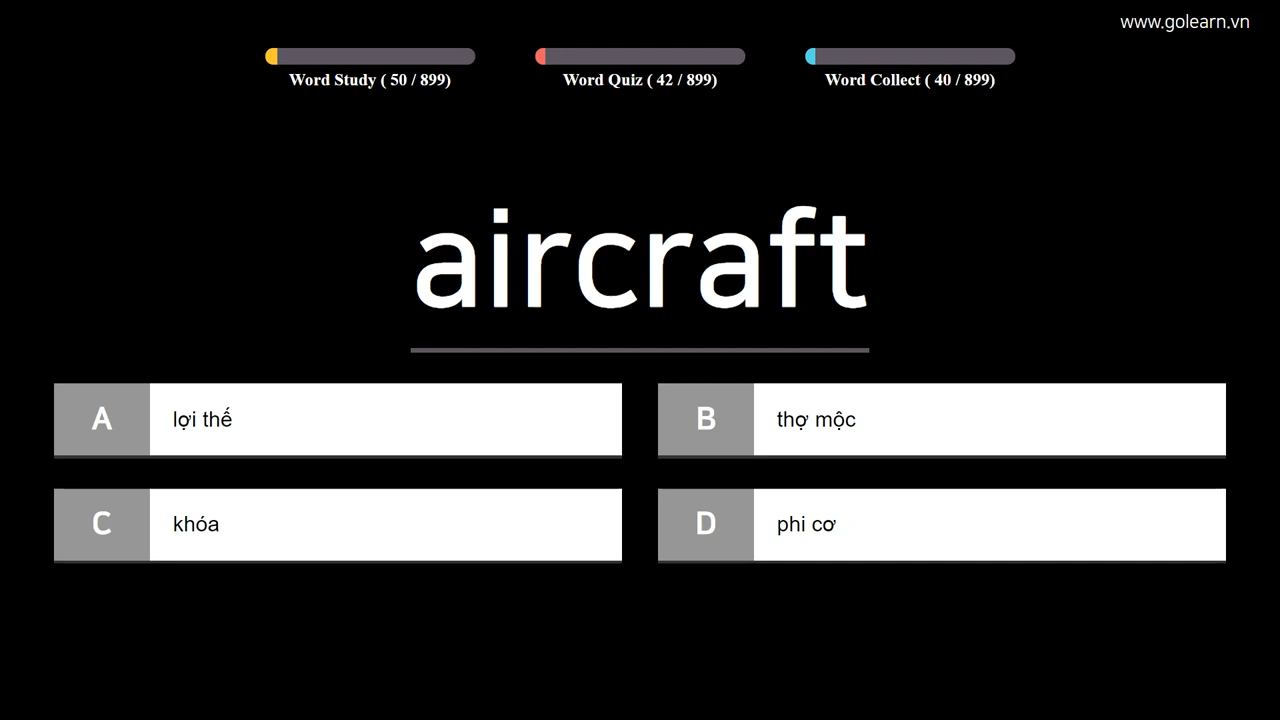 www.golearn.vn
Word Study ( 50 / 899)
Word Quiz ( 42 / 899)
Word Collect ( 40 / 899)
aircraft
A lợi thế
B thợ mộc
C khóa
D phi cơ